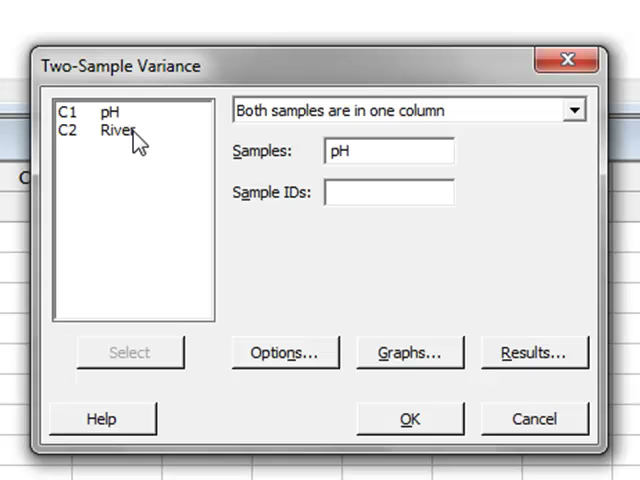 Two-Sample Variance
C1 pH
C2 River
Both samples are in one column
Samples: pH
Sample IDs:
Select
Options...
Graphs...
Results...
Help
OK
Cancel